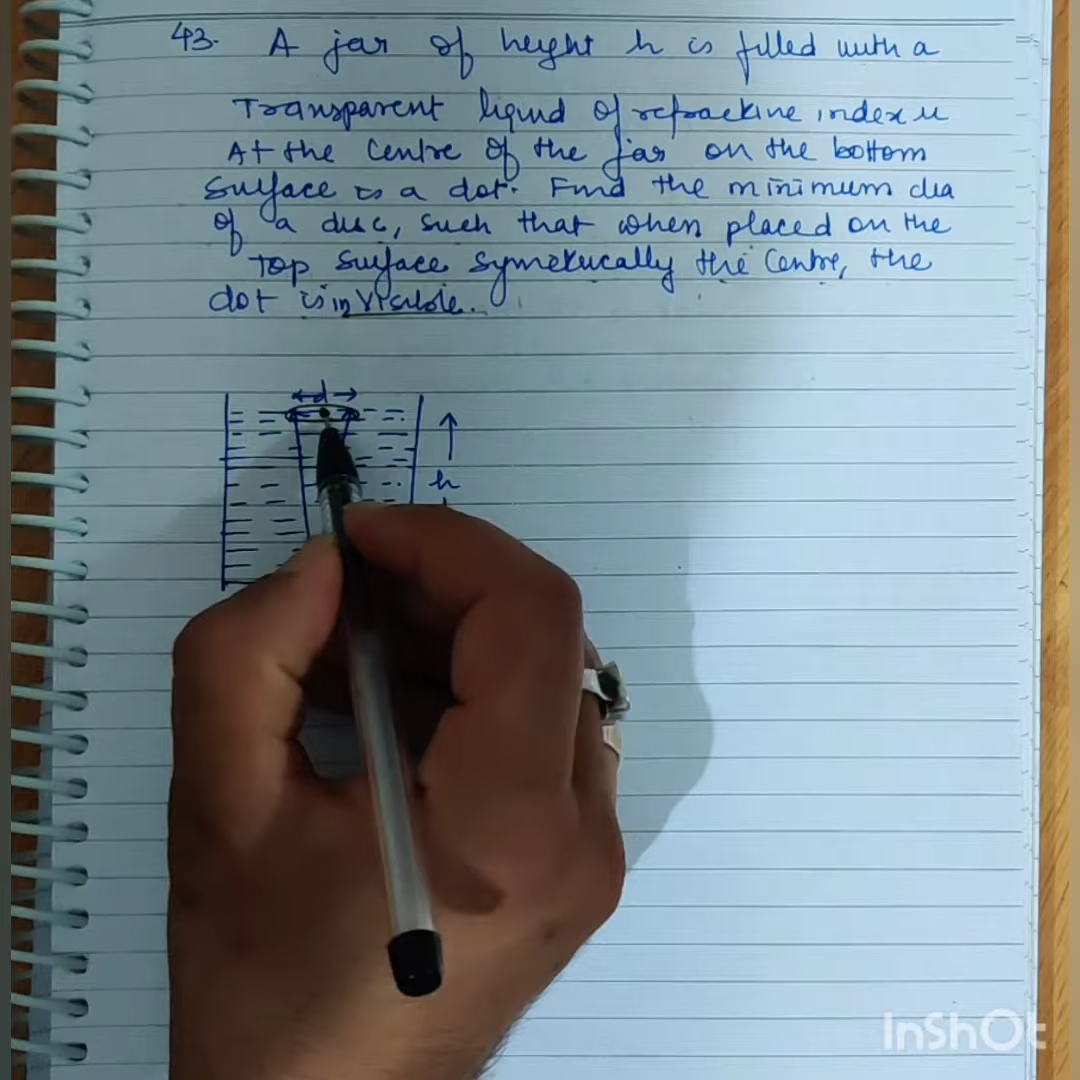 43. A jar of height h is filled with a
Transparent liquid of refractive index μ
At the centre of the jar on the bottom
Surface is a dot. Find the minimum dia
of a disc, such that when placed on the
Top surface symetrically the centre, the
dot is invisible.
d
h
InShOt